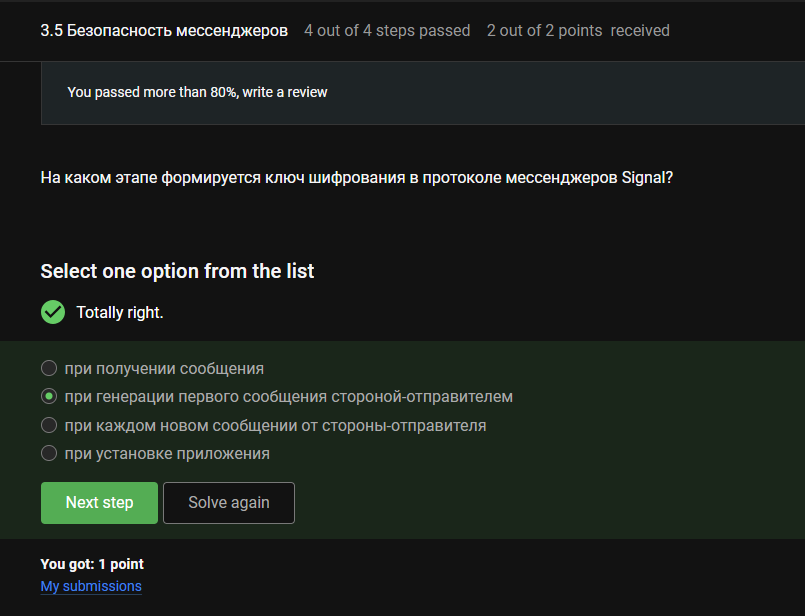 3.5 Безопасность мессенджеров 4 out of 4 steps passed 2 out of 2 points received
You passed more than 80%, write a review
На каком этапе формируется ключ шифрования в протоколе мессенджеров Signal?
Select one option from the list
Totally right.
при получении сообщения
при генерации первого сообщения стороной-отправителем
при каждом новом сообщении от стороны-отправителя
при установке приложения
Next step Solve again
You got: 1 point
My submissions